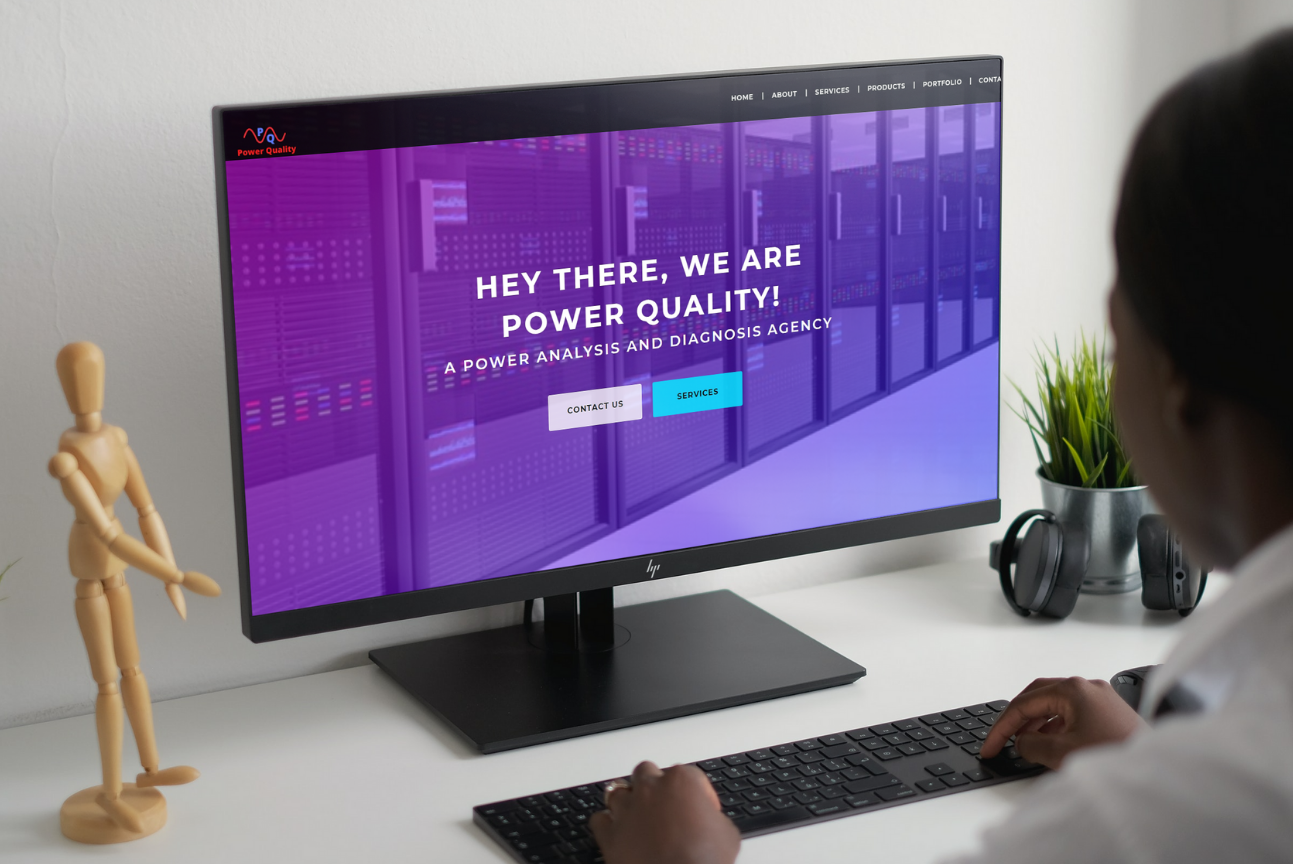 HOME | ABOUT | SERVICES | PRODUCTS | PORTFOLIO | CONTA
PQ
Power Quality
HEY THERE, WE ARE
POWER QUALITY!
A POWER ANALYSIS AND DIAGNOSIS AGENCY
CONTACT US
SERVICES
hp